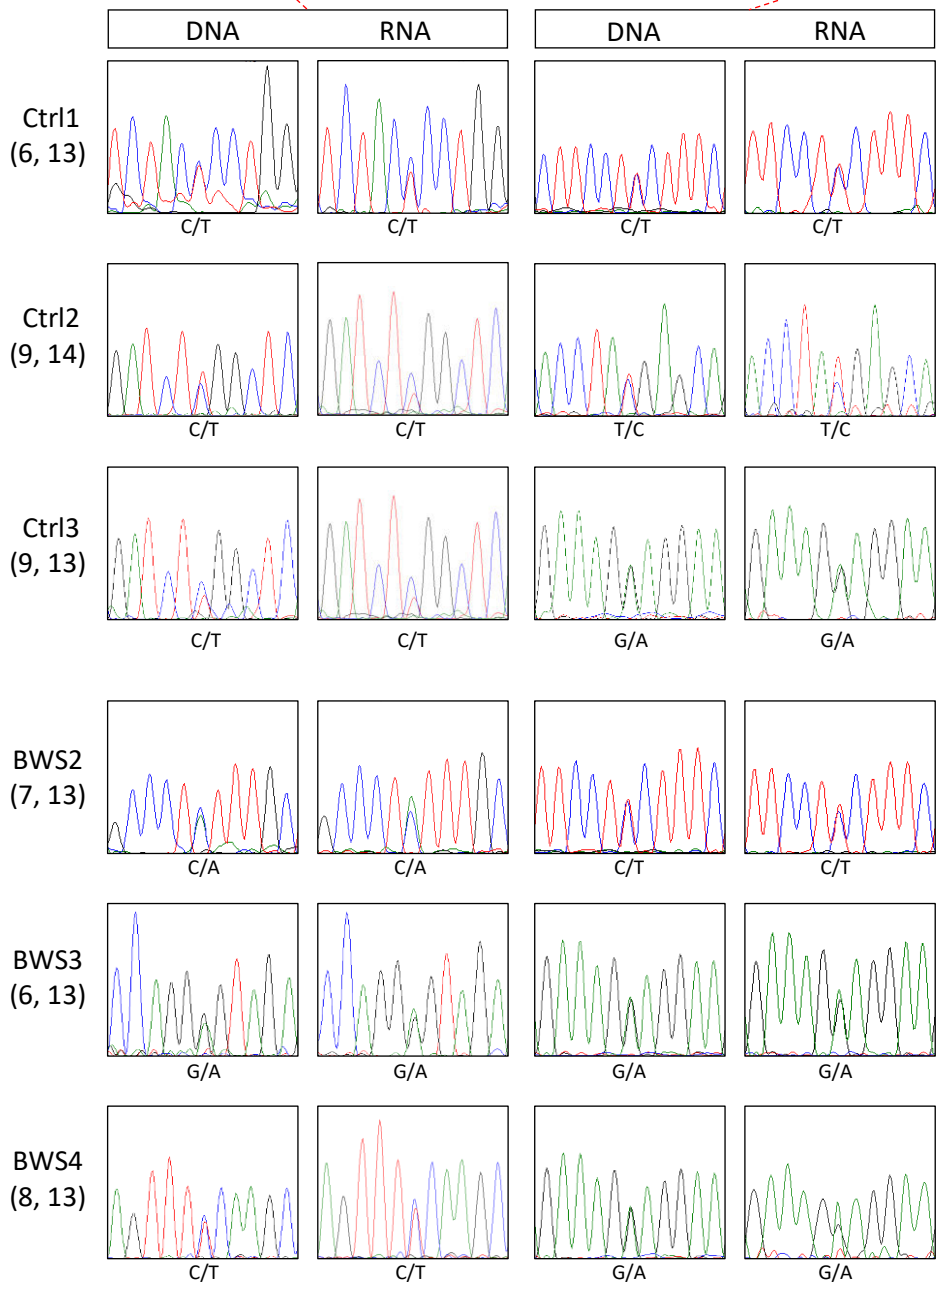 DNA RNA DNA RNA
Ctrl1
(6, 13)
C/T C/T C/T C/T
Ctrl2
(9, 14)
C/T C/T T/C T/C
Ctrl3
(9, 13)
C/T C/T G/A G/A
BWS2
(7, 13)
C/A C/A C/T C/T
BWS3
(6, 13)
G/A G/A G/A G/A
BWS4
(8, 13)
C/T C/T G/A G/A